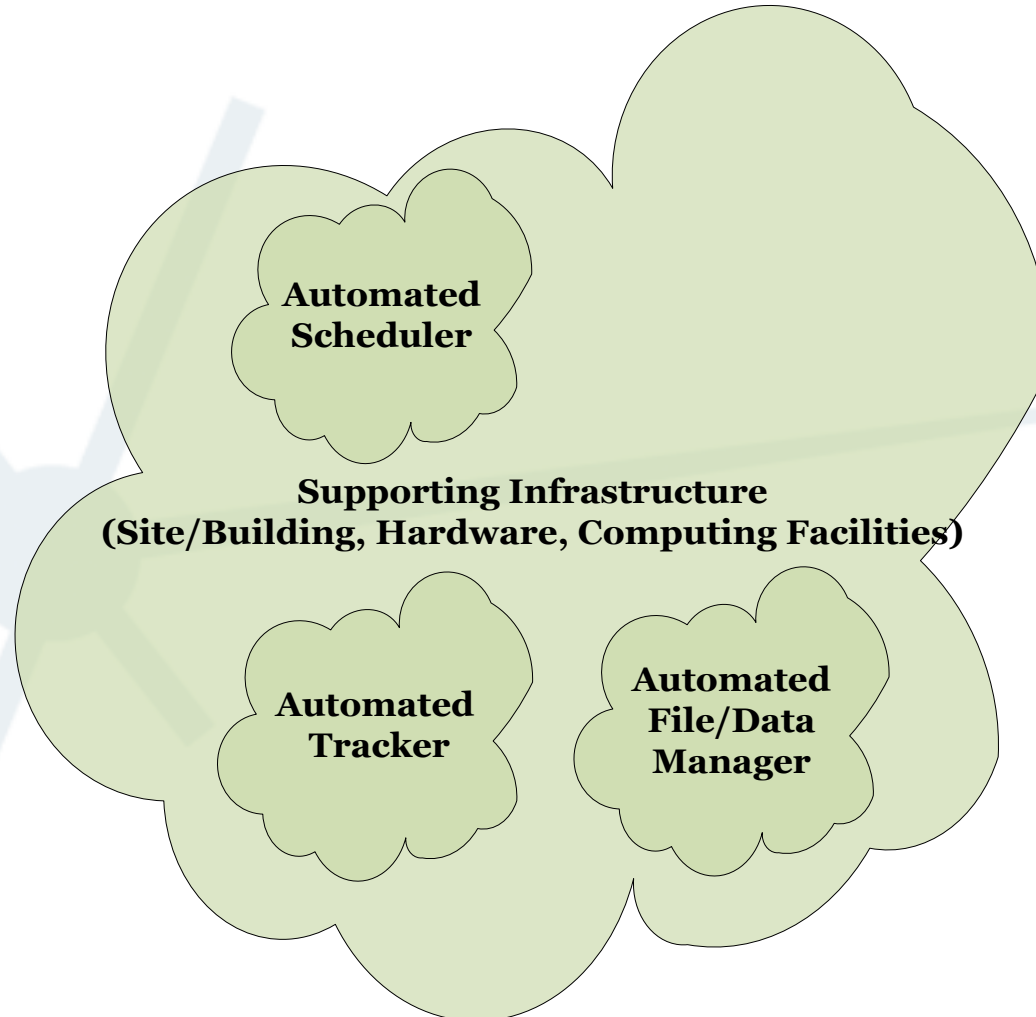 Automated
Scheduler
Supporting Infrastructure
(Site/Building, Hardware, Computing Facilities)
Automated
Tracker
Automated
File/Data
Manager